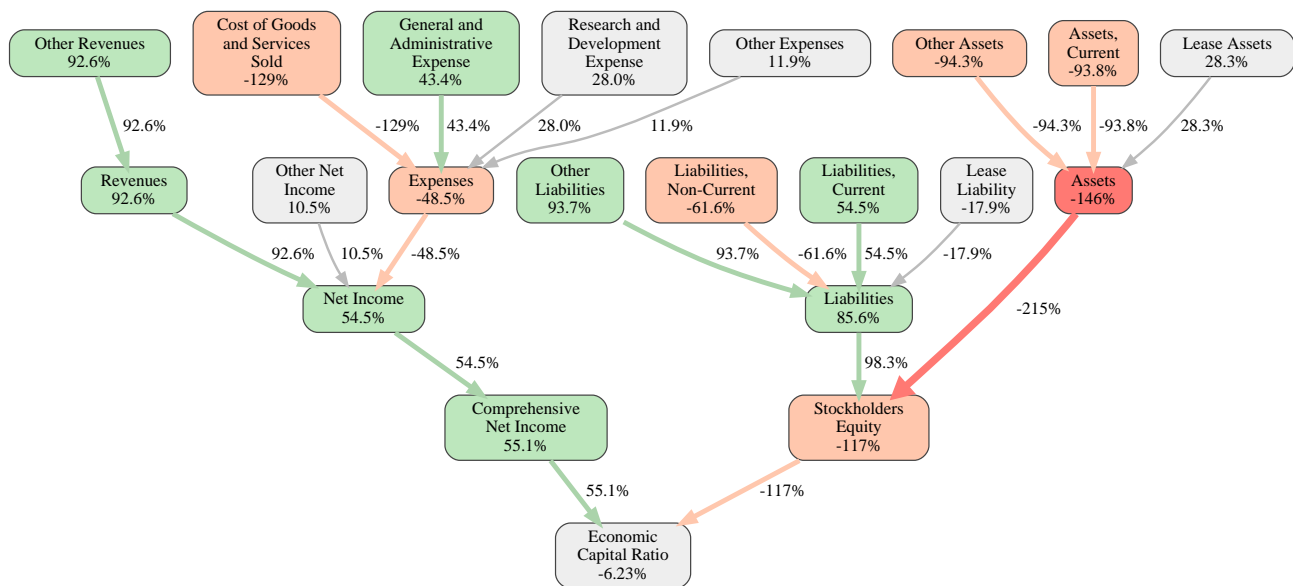 Other Revenues
92.6%
Cost of Goods
and Services
Sold
-129%
General and
Administrative
Expense
43.4%
Research and
Development
Expense
28.0%
Other Expenses
11.9%
Other Assets
-94.3%
Assets,
Current
-93.8%
Lease Assets
28.3%
92.6%
-129%
43.4%
28.0%
11.9%
-94.3%
-93.8%
28.3%
Revenues
92.6%
Other Net
Income
10.5%
Expenses
-48.5%
Other
Liabilities
93.7%
Liabilities,
Non-Current
-61.6%
Liabilities,
Current
54.5%
Lease
Liability
-17.9%
Assets
-146%
92.6%
10.5%
-48.5%
93.7%
-61.6%
54.5%
-17.9%
Net Income
54.5%
Liabilities
85.6%
-215%
54.5%
98.3%
Comprehensive
Net Income
55.1%
Stockholders
Equity
-117%
55.1%
-117%
Economic
Capital Ratio
-6.23%